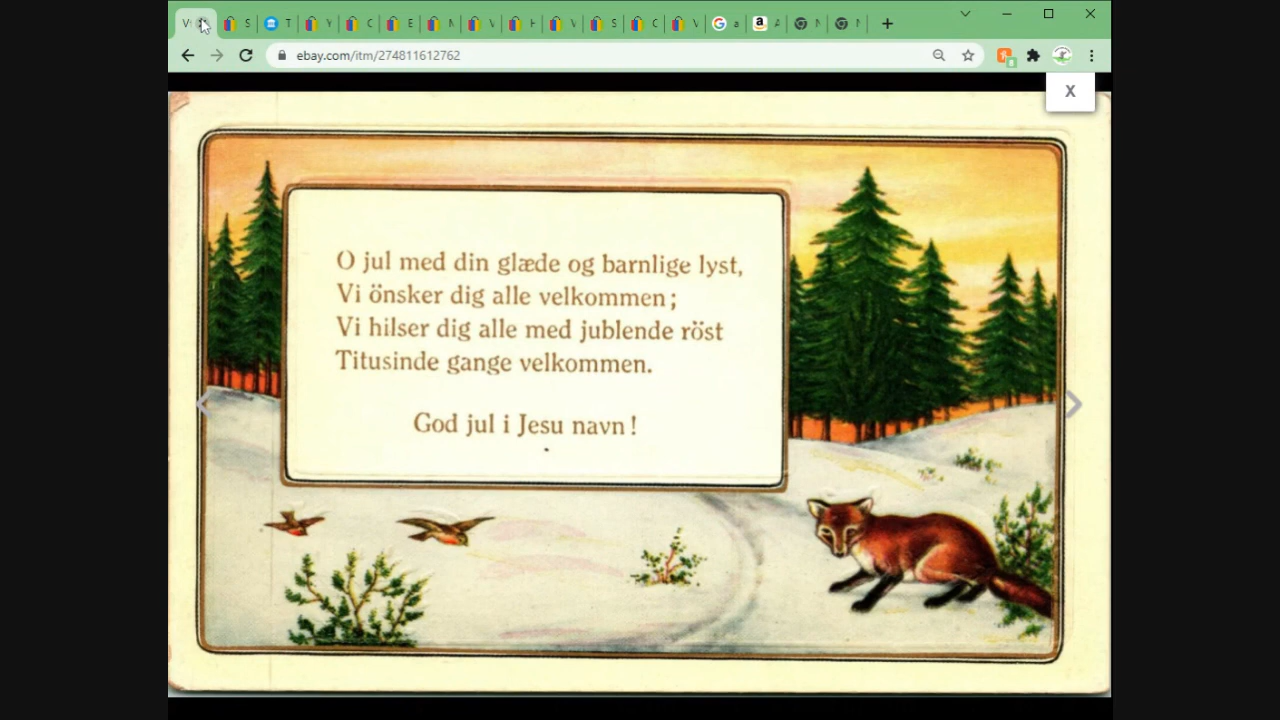 V
S
T
Y
C
E
N
V
H
V
S
C
V
a
A
N
N
ebay.com/itm/274811612762
X
O jul med din glæde og barnlige lyst,
Vi önsker dig alle velkommen;
Vi hilser dig alle med jublende röst
Titusinde gange velkommen.
God jul i Jesu navn!